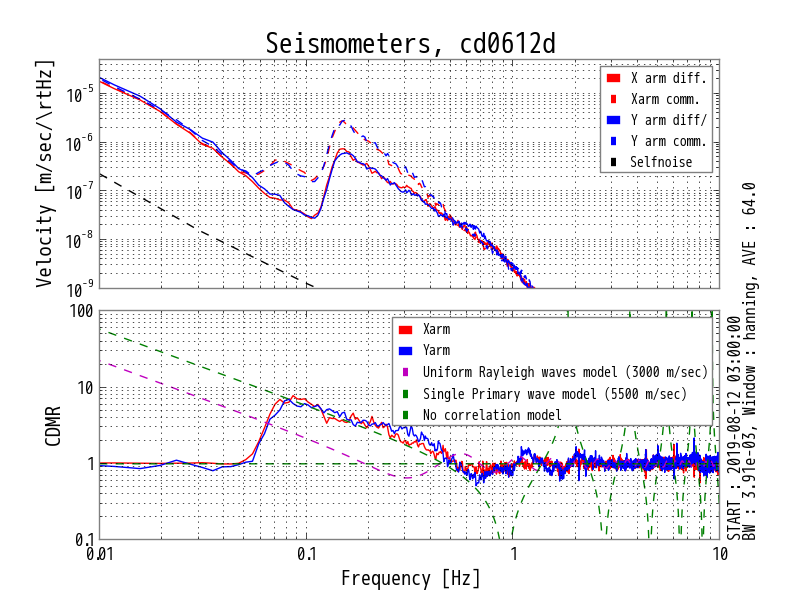 Seismometers, cd0612d
Velocity [m/sec/\rtHz]
10^-5
10^-6
10^-7
10^-8
10^-9
X arm diff.
Xarm comm.
Y arm diff/
Y arm comm.
Selfnoise
CDMR
100
10
1
0.1
Xarm
Yarm
Uniform Rayleigh waves model (3000 m/sec)
Single Primary wave model (5500 m/sec)
No correlation model
0.01
0.1
1
10
Frequency [Hz]
START : 2019-08-12 03:00:00
BW : 3.91e-03, Window : hanning, AVE : 64.0